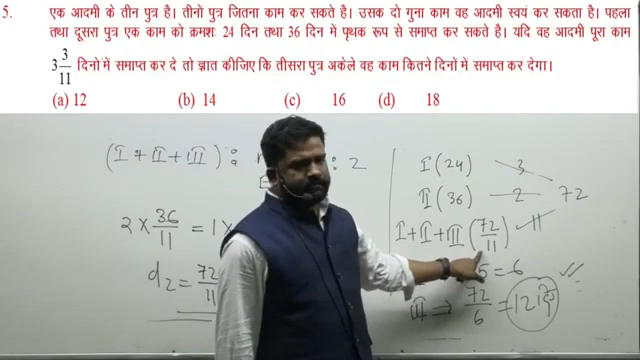 5. एक आदमी के तीन पुत्र है। तीनों पुत्र जितना काम कर सकते है। उसक दो गुना काम वह आदमी स्वयं कर सकता है। पहला
तथा दूसरा पुत्र एक काम को क्रमशः 24 दिन तथा 36 दिन में पृथक रूप से समाप्त कर सकते है। यदि वह आदमी पूरा काम
3 3/11 दिनों में समाप्त कर दे तो ज्ञात कीजिए कि तीसरा पुत्र अकेले वह काम कितने दिनों में समाप्त कर देगा।
(a) 12 (b) 14 (c) 16 (d) 18
(I + II + III) : : 2
2 × 36/11 = 1 ×
d2 = 72/11
I (24) 3
II (36) 2 72
I + II + III (72/11) 11
5 = 6
III ⇒ 72/6 = 12 दिन